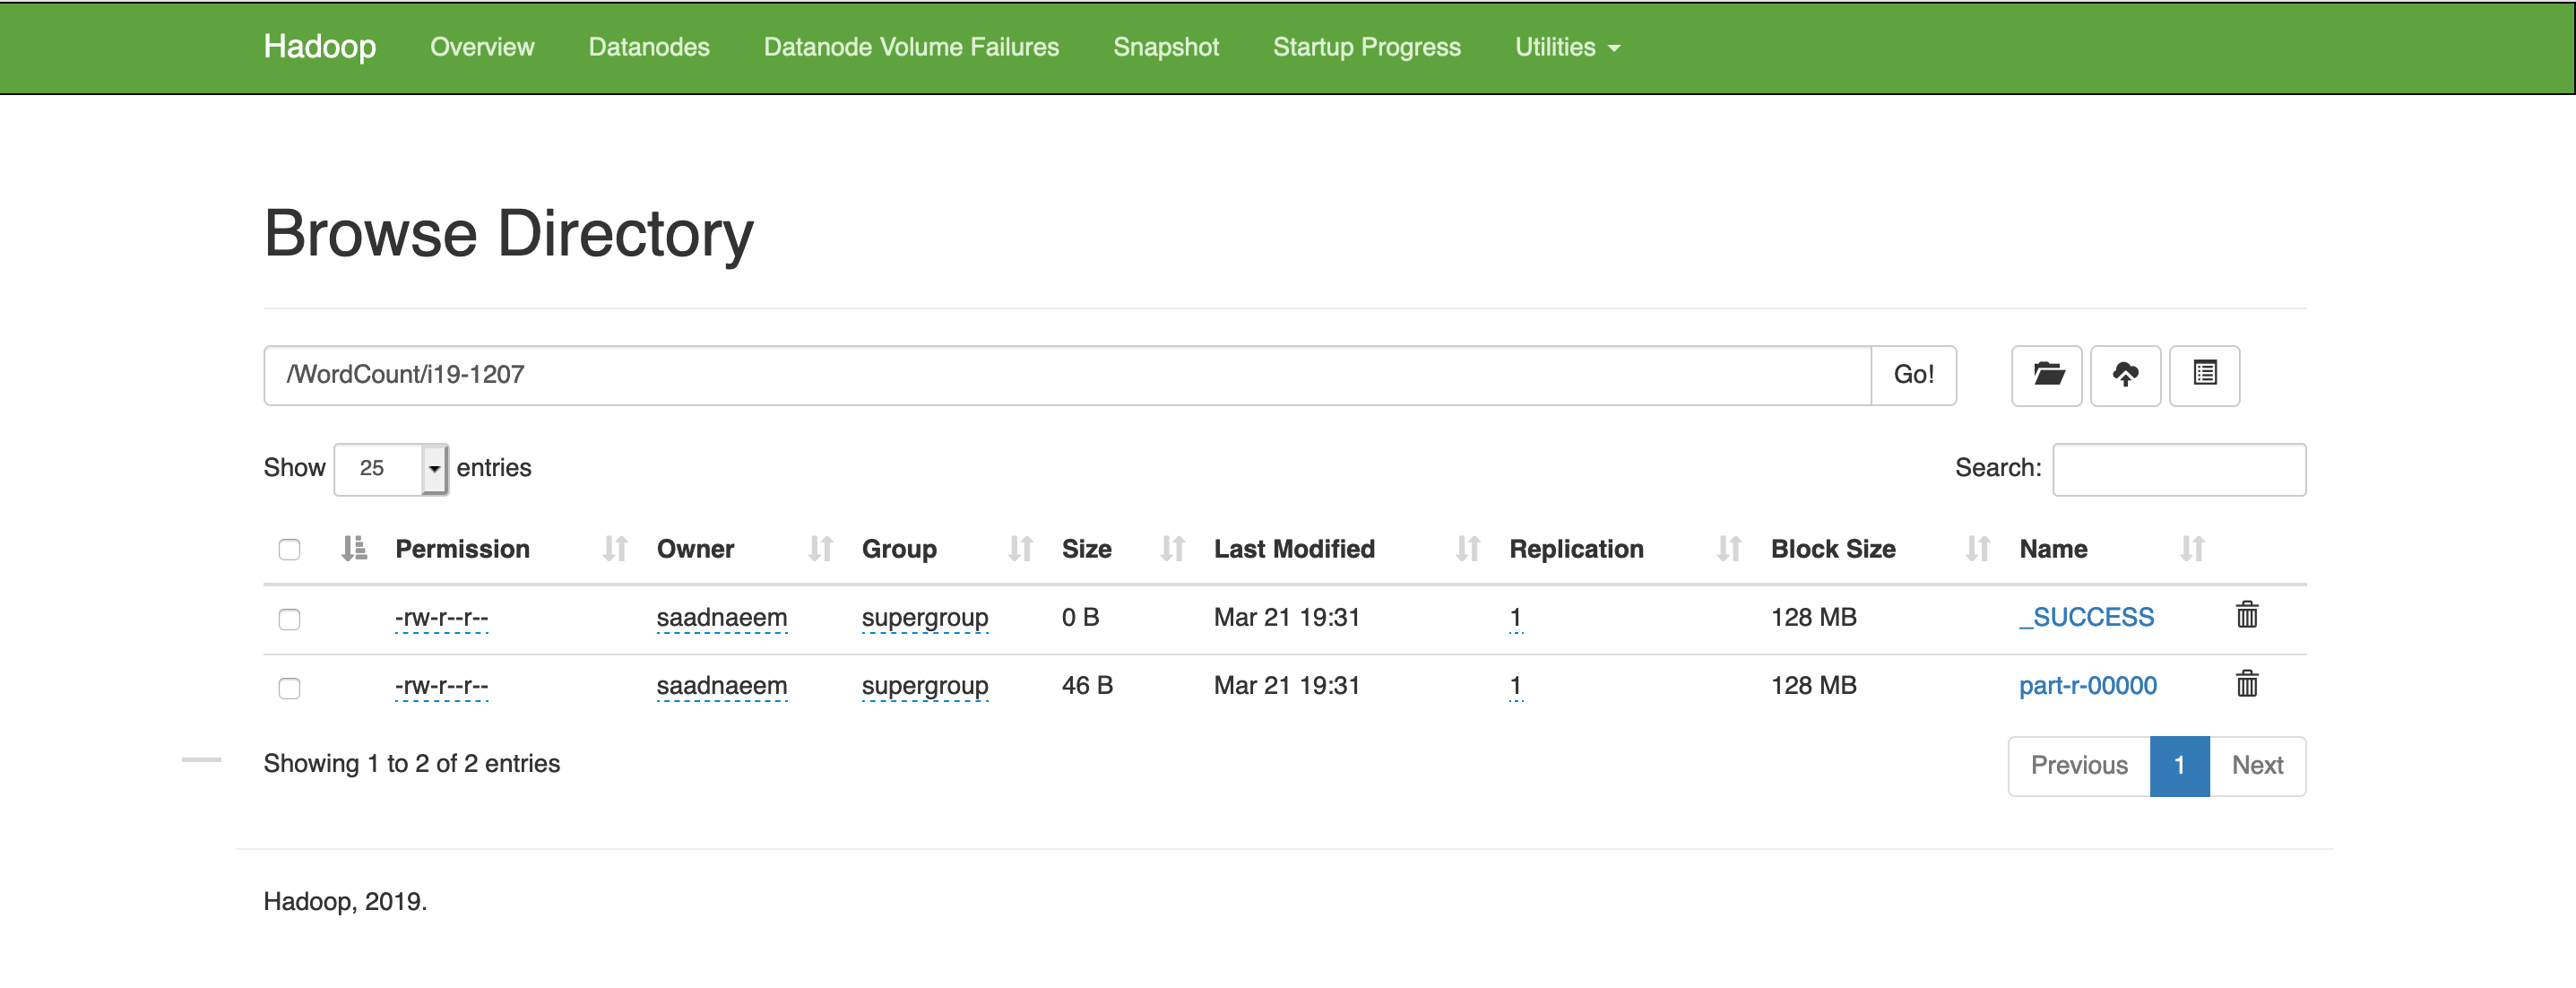 Hadoop Overview Datanodes Datanode Volume Failures Snapshot Startup Progress Utilities
Browse Directory
/WordCount/i19-1207 Go!
Show 25 entries Search:
Permission Owner Group Size Last Modified Replication Block Size Name
-rw-r--r-- saadnaeem supergroup 0 B Mar 21 19:31 1 128 MB _SUCCESS
-rw-r--r-- saadnaeem supergroup 46 B Mar 21 19:31 1 128 MB part-r-00000
Showing 1 to 2 of 2 entries Previous 1 Next
Hadoop, 2019.